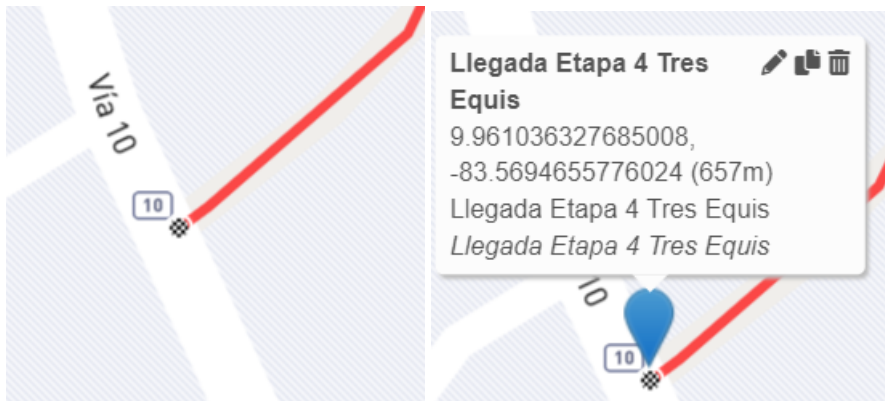 Vía 10
10
Llegada Etapa 4 Tres
Equis
9.961036327685008,
-83.5694655776024 (657m)
Llegada Etapa 4 Tres Equis
Llegada Etapa 4 Tres Equis
10
10